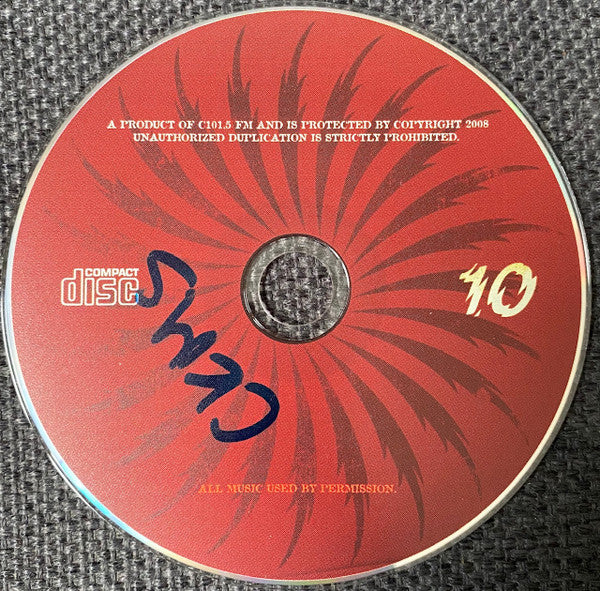 A PRODUCT OF C101.5 FM AND IS PROTECTED BY COPYRIGHT 2008
UNAUTHORIZED DUPLICATION IS STRICTLY PROHIBITED.
COMPACT
disc
10
CKMS
ALL MUSIC USED BY PERMISSION.